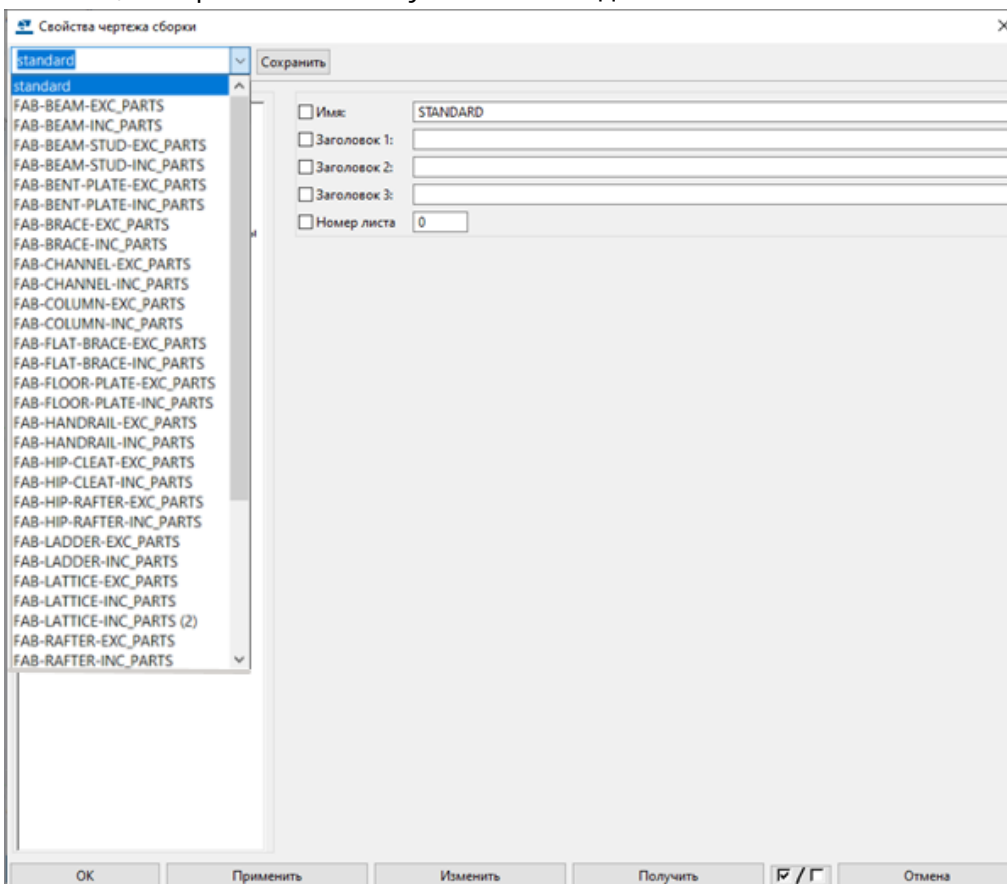 Свойства чертежа сборки
standard
Сохранить
standard
FAB-BEAM-EXC_PARTS
FAB-BEAM-INC_PARTS
FAB-BEAM-STUD-EXC_PARTS
FAB-BEAM-STUD-INC_PARTS
FAB-BENT-PLATE-EXC_PARTS
FAB-BENT-PLATE-INC_PARTS
FAB-BRACE-EXC_PARTS
FAB-BRACE-INC_PARTS
FAB-CHANNEL-EXC_PARTS
FAB-CHANNEL-INC_PARTS
FAB-COLUMN-EXC_PARTS
FAB-COLUMN-INC_PARTS
FAB-FLAT-BRACE-EXC_PARTS
FAB-FLAT-BRACE-INC_PARTS
FAB-FLOOR-PLATE-EXC_PARTS
FAB-FLOOR-PLATE-INC_PARTS
FAB-HANDRAIL-EXC_PARTS
FAB-HANDRAIL-INC_PARTS
FAB-HIP-CLEAT-EXC_PARTS
FAB-HIP-CLEAT-INC_PARTS
FAB-HIP-RAFTER-EXC_PARTS
FAB-HIP-RAFTER-INC_PARTS
FAB-LADDER-EXC_PARTS
FAB-LADDER-INC_PARTS
FAB-LATTICE-EXC_PARTS
FAB-LATTICE-INC_PARTS
FAB-LATTICE-INC_PARTS (2)
FAB-RAFTER-EXC_PARTS
FAB-RAFTER-INC_PARTS
Имя: STANDARD
Заголовок 1:
Заголовок 2:
Заголовок 3:
Номер листа 0
ОК Применить Изменить Получить Отмена